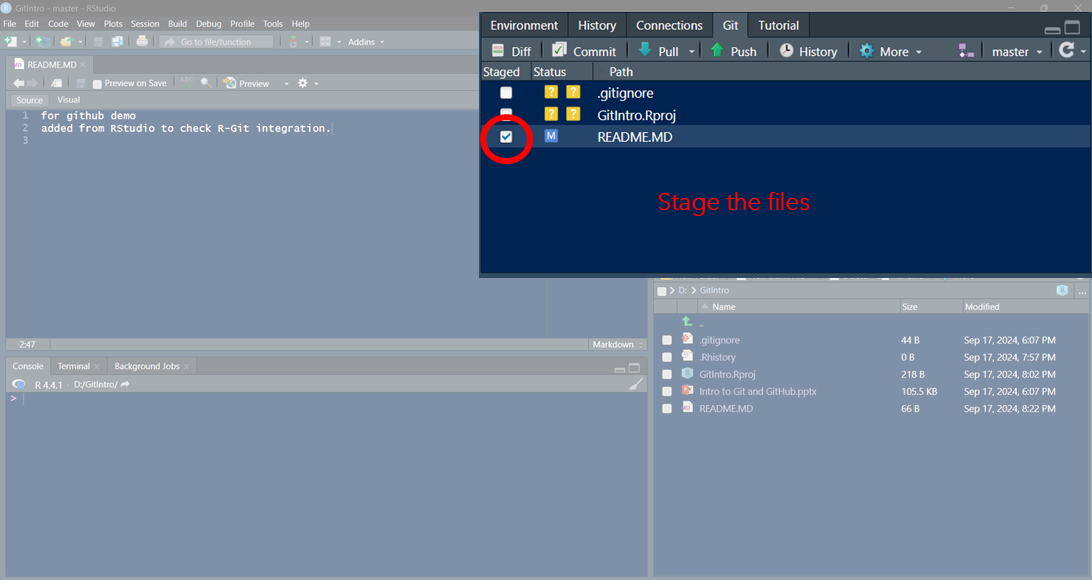 GitIntro - master - RStudio
File Edit Code View Plots Session Build Debug Profile Tools Help
Go to file/function Addins
README.MD
Preview on Save ABC Preview
Source Visual
1 for github demo
2 added from RStudio to check R-Git integration.
3
2:47 Markdown
Console Terminal Background Jobs
R 4.4.1 · D:/GitIntro/
>
Environment History Connections Git Tutorial
Diff Commit Pull Push History More master
Staged Status Path
? ? .gitignore
? ? GitIntro.Rproj
M README.MD
Stage the files
D: GitIntro ...
Name Size Modified
..
.gitignore 44 B Sep 17, 2024, 6:07 PM
.Rhistory 0 B Sep 17, 2024, 7:57 PM
GitIntro.Rproj 218 B Sep 17, 2024, 8:02 PM
Intro to Git and GitHub.pptx 105.5 KB Sep 17, 2024, 6:07 PM
README.MD 66 B Sep 17, 2024, 8:22 PM